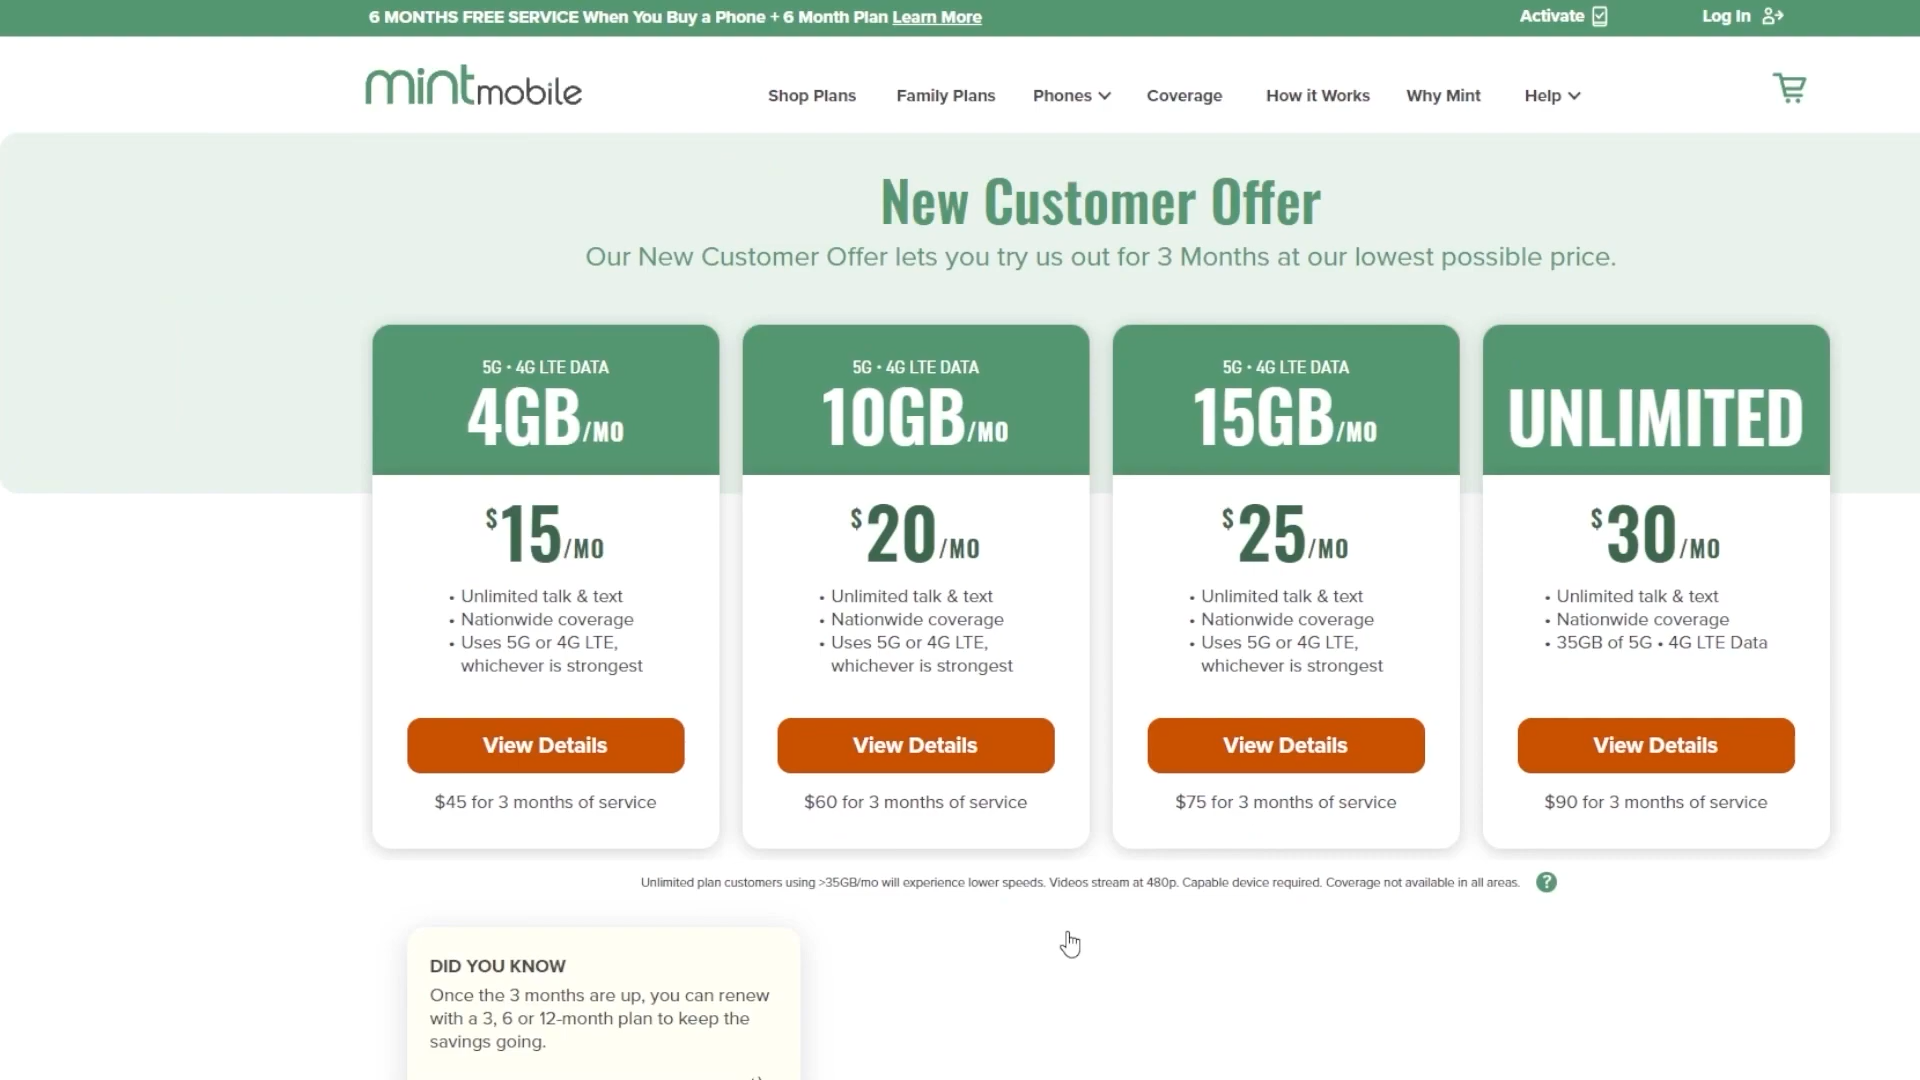 6 MONTHS FREE SERVICE When You Buy a Phone + 6 Month Plan Learn More
Activate
Log In
mintmobile
Shop Plans
Family Plans
Phones
Coverage
How it Works
Why Mint
Help
New Customer Offer
Our New Customer Offer lets you try us out for 3 Months at our lowest possible price.
5G • 4G LTE DATA
4GB/MO
$15/MO
• Unlimited talk & text
• Nationwide coverage
• Uses 5G or 4G LTE,
whichever is strongest
View Details
$45 for 3 months of service
5G • 4G LTE DATA
10GB/MO
$20/MO
• Unlimited talk & text
• Nationwide coverage
• Uses 5G or 4G LTE,
whichever is strongest
View Details
$60 for 3 months of service
5G • 4G LTE DATA
15GB/MO
$25/MO
• Unlimited talk & text
• Nationwide coverage
• Uses 5G or 4G LTE,
whichever is strongest
View Details
$75 for 3 months of service
UNLIMITED
$30/MO
• Unlimited talk & text
• Nationwide coverage
• 35GB of 5G • 4G LTE Data
View Details
$90 for 3 months of service
Unlimited plan customers using >35GB/mo will experience lower speeds. Videos stream at 480p. Capable device required. Coverage not available in all areas. ?
DID YOU KNOW
Once the 3 months are up, you can renew
with a 3, 6 or 12-month plan to keep the
savings going.